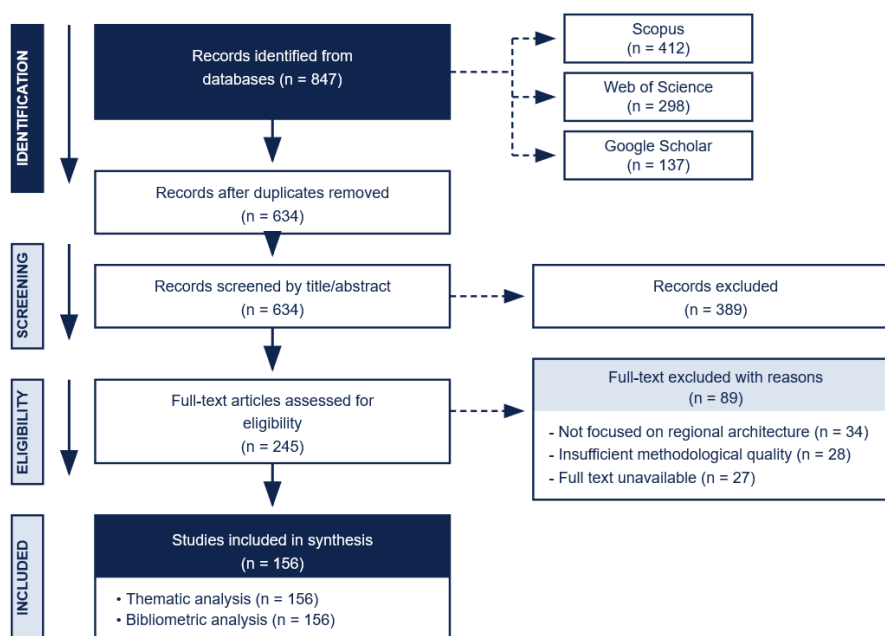 IDENTIFICATION
Records identified from
databases (n = 847)
Scopus
(n = 412)
Web of Science
(n = 298)
Google Scholar
(n = 137)
Records after duplicates removed
(n = 634)
SCREENING
Records screened by title/abstract
(n = 634)
Records excluded
(n = 389)
ELIGIBILITY
Full-text articles assessed for
eligibility
(n = 245)
Full-text excluded with reasons
(n = 89)
- Not focused on regional architecture (n = 34)
- Insufficient methodological quality (n = 28)
- Full text unavailable (n = 27)
INCLUDED
Studies included in synthesis
(n = 156)
• Thematic analysis (n = 156)
• Bibliometric analysis (n = 156)